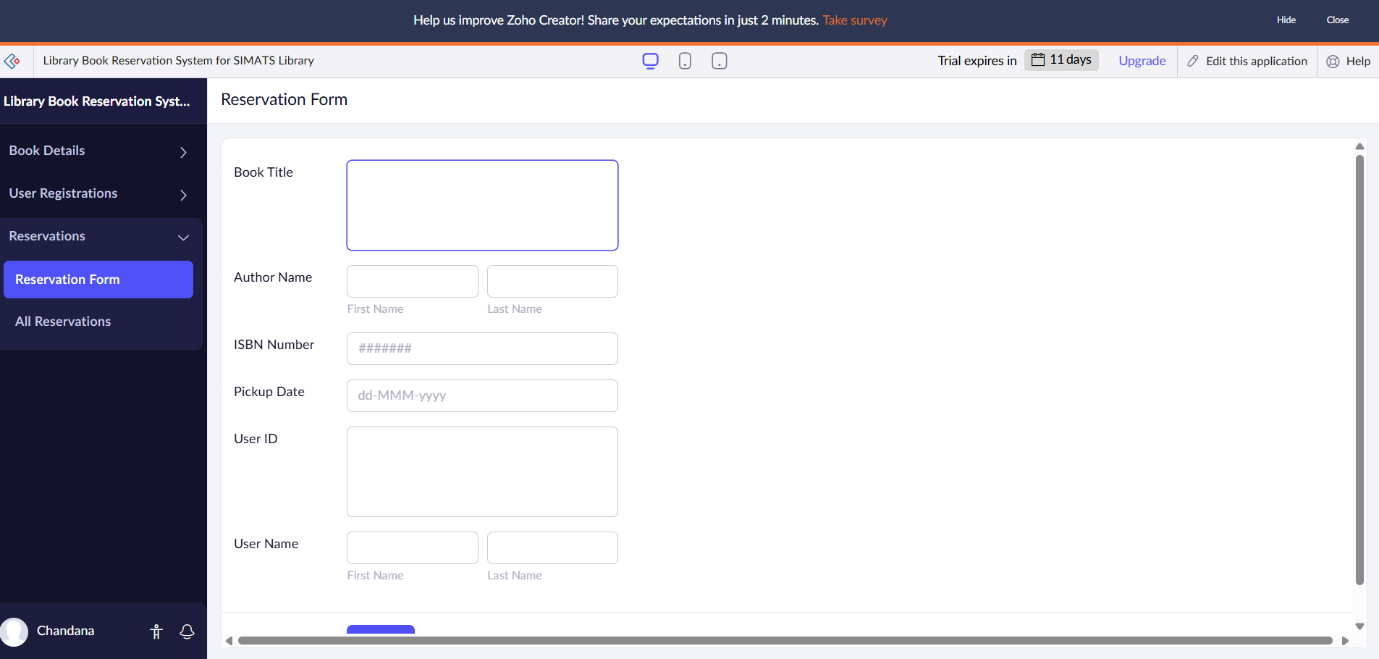 Help us improve Zoho Creator! Share your expectations in just 2 minutes. Take survey
Hide
Close
Library Book Reservation System for SIMATS Library
Trial expires in
11 days
Upgrade
Edit this application
Help
Library Book Reservation Syst...
Book Details
User Registrations
Reservations
Reservation Form
All Reservations
Chandana
Reservation Form
Book Title
Author Name
First Name
Last Name
ISBN Number
#######
Pickup Date
dd-MMM-yyyy
User ID
User Name
First Name
Last Name